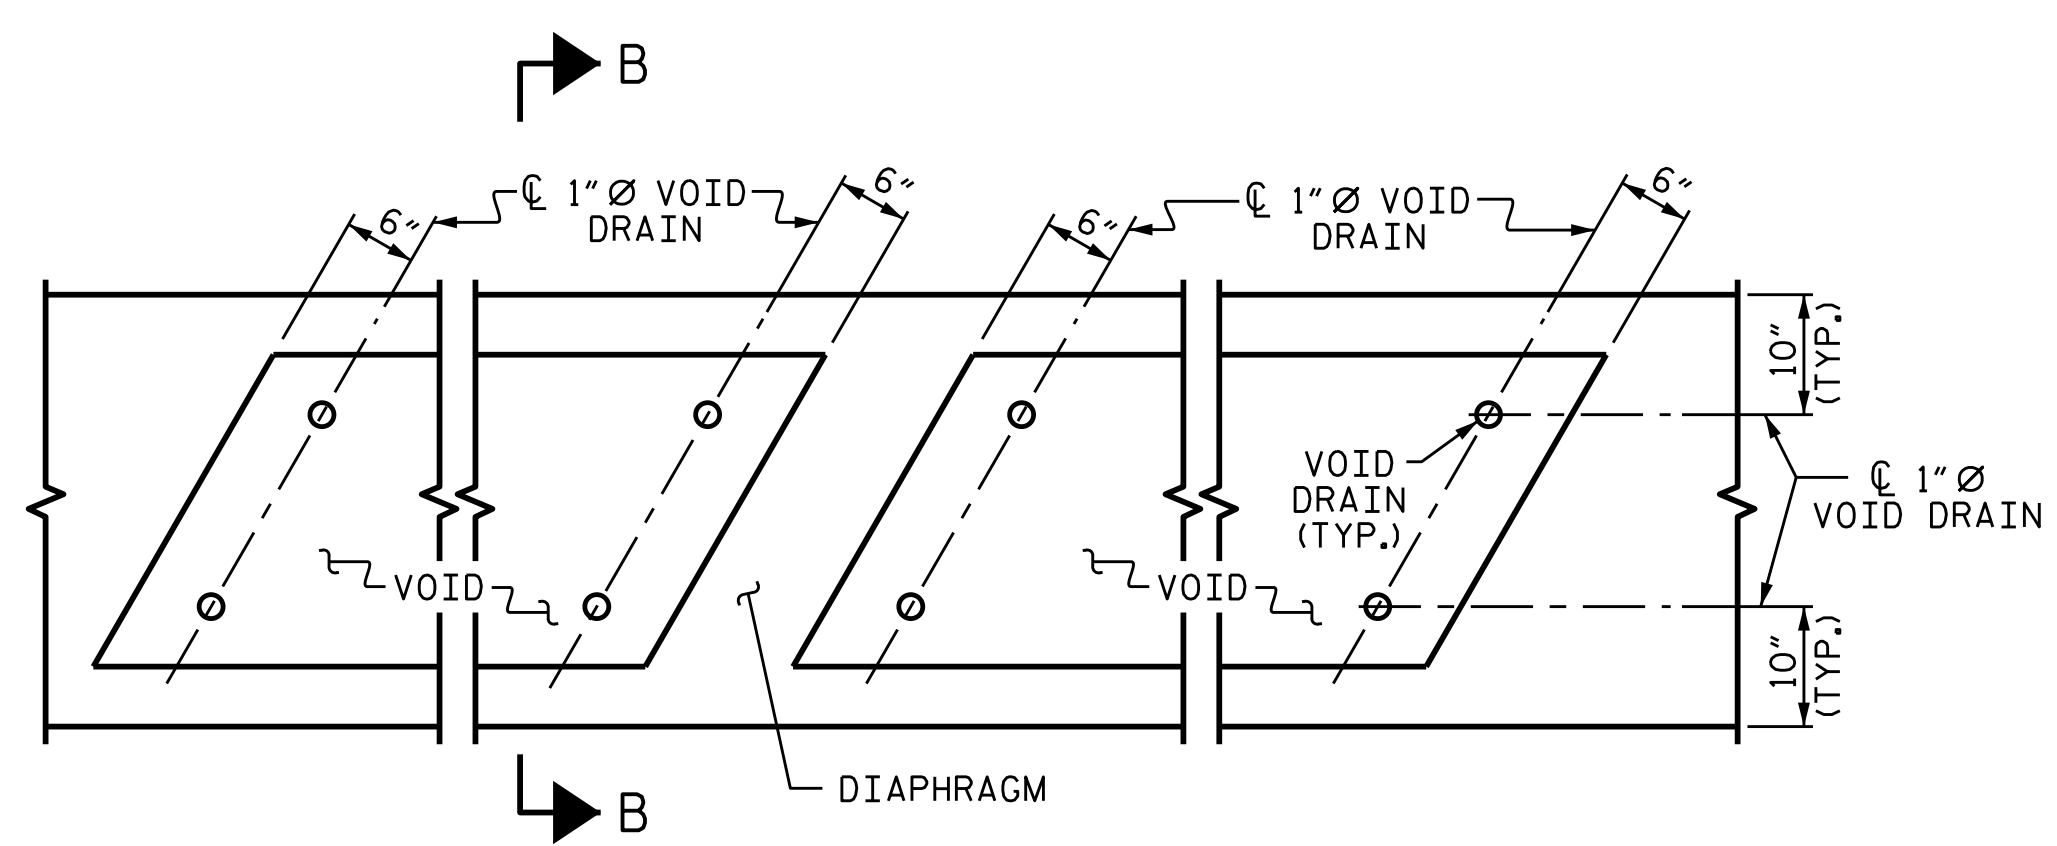 B
6"
℄ 1"Ø VOID
DRAIN
6"
6"
℄ 1"Ø VOID
DRAIN
6"
10"
(TYP.)
VOID
DRAIN
(TYP.)
℄ 1"Ø
VOID DRAIN
VOID
VOID
10"
(TYP.)
DIAPHRAGM
B